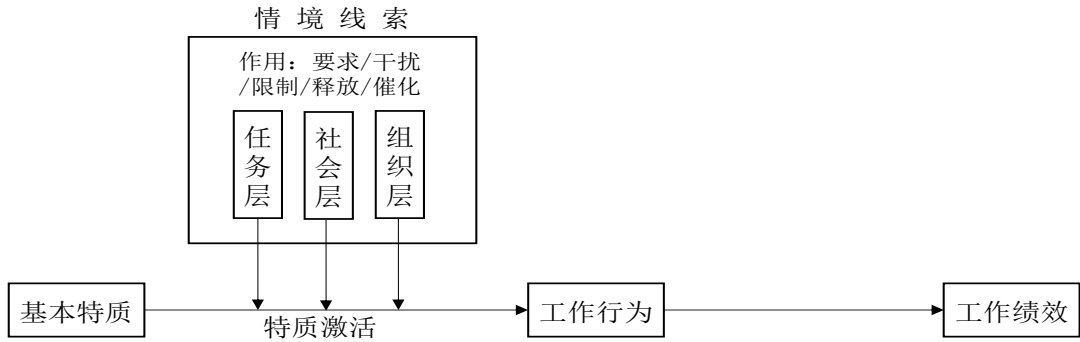 情境线索
作用：要求/干扰
/限制/释放/催化
任务层
社会层
组织层
基本特质
特质激活
工作行为
工作绩效